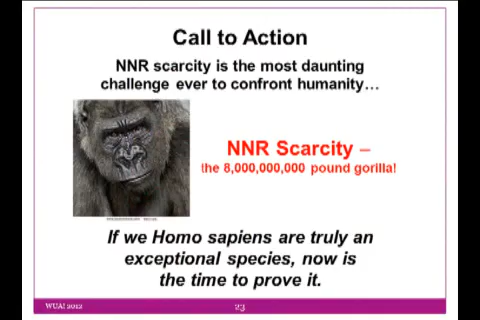 Call to Action
NNR scarcity is the most daunting
challenge ever to confront humanity…
NNR Scarcity –
the 8,000,000,000 pound gorilla!
If we Homo sapiens are truly an
exceptional species, now is
the time to prove it.
WUA! 2012
23